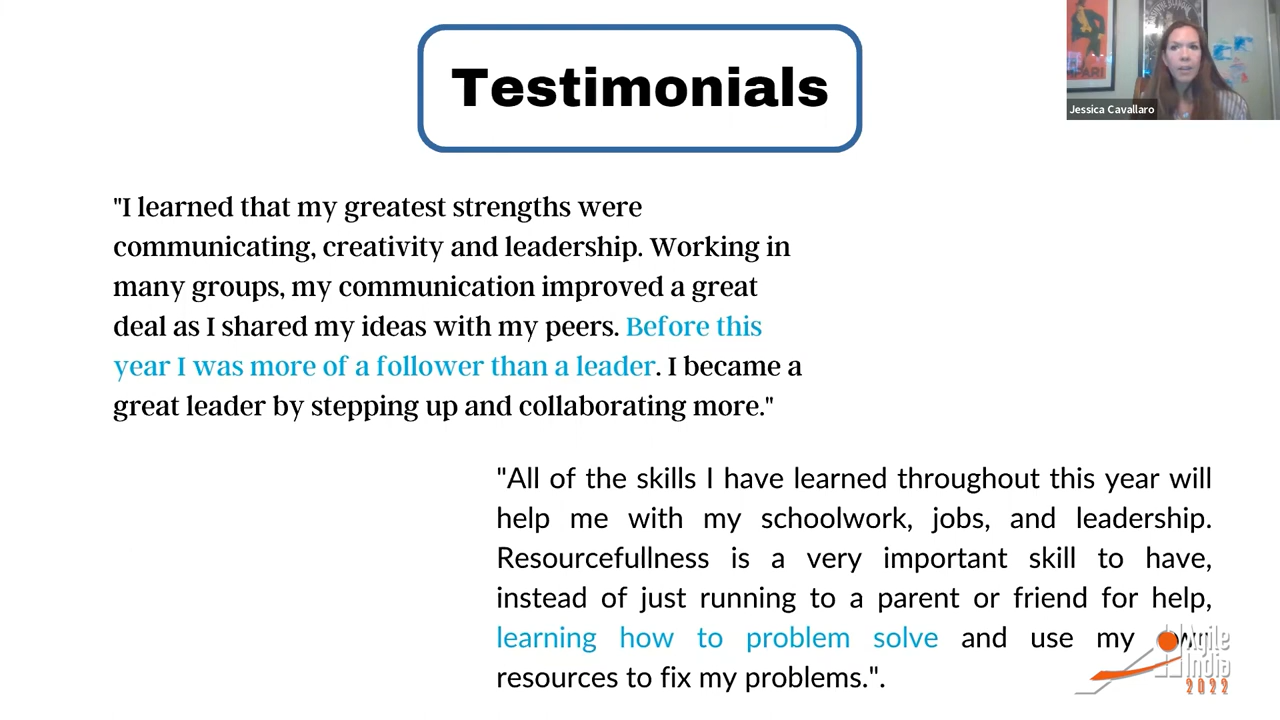 Testimonials
Jessica Cavallaro
"I learned that my greatest strengths were
communicating, creativity and leadership. Working in
many groups, my communication improved a great
deal as I shared my ideas with my peers. Before this
year I was more of a follower than a leader. I became a
great leader by stepping up and collaborating more."
"All of the skills I have learned throughout this year will
help me with my schoolwork, jobs, and leadership.
Resourcefullness is a very important skill to have,
instead of just running to a parent or friend for help,
learning how to problem solve and use my own
resources to fix my problems.".
Agile
India
2022